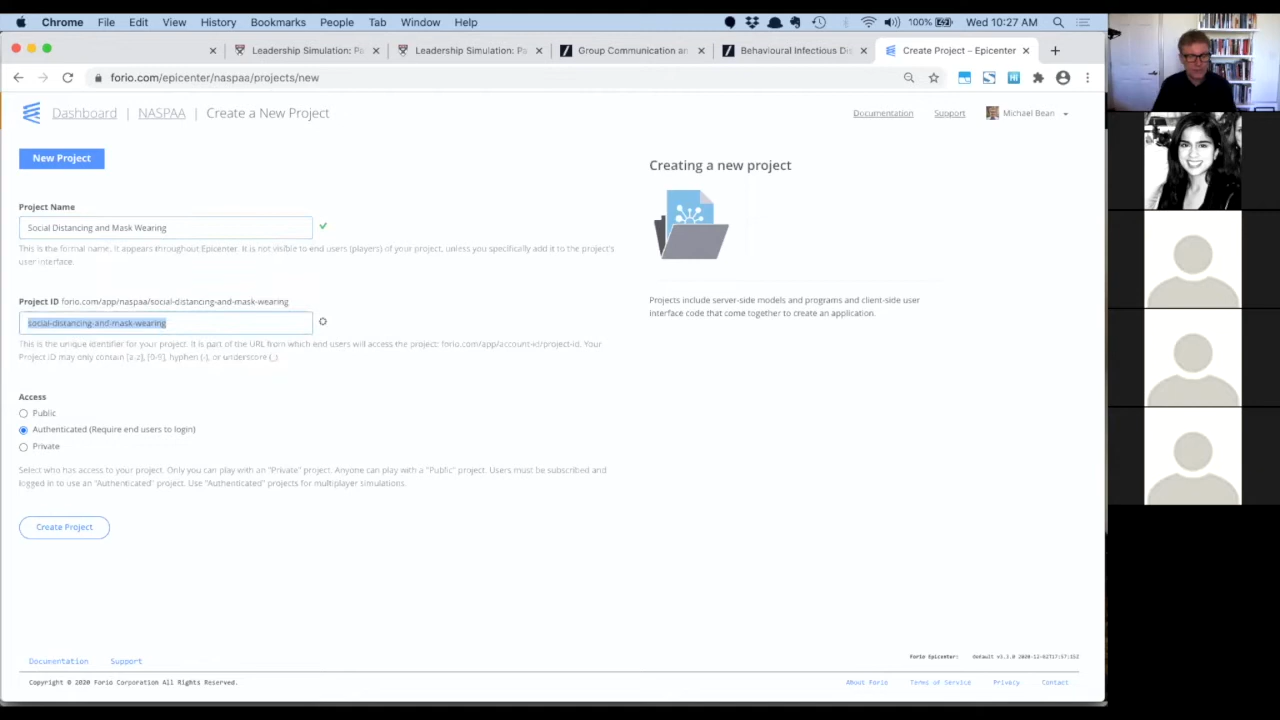 Chrome File Edit View History Bookmarks People Tab Window Help 100% Wed 10:27 AM
Leadership Simulation: Pa Leadership Simulation: Pa Group Communication an Behavioural Infectious Dis Create Project – Epicenter
forio.com/epicenter/naspaa/projects/new
Dashboard | NASPAA | Create a New Project Documentation Support Michael Bean
New Project
Creating a new project
Project Name
Social Distancing and Mask Wearing
This is the formal name. It appears throughout Epicenter. It is not visible to end users (players) of your project, unless you specifically add it to the project's
user interface.
Projects include server-side models and programs and client-side user
interface code that come together to create an application.
Project ID forio.com/app/naspaa/social-distancing-and-mask-wearing
social-distancing-and-mask-wearing
This is the unique identifier for your project. It is part of the URL from which end users will access the project: forio.com/app/account-id/project-id. Your
Project ID may only contain [a-z], [0-9], hyphen (-), or underscore (_)
Access
Public
Authenticated (Require end users to login)
Private
Select who has access to your project. Only you can play with an "Private" project. Anyone can play with a "Public" project. Users must be subscribed and
logged in to use an "Authenticated" project. Use "Authenticated" projects for multiplayer simulations.
Create Project
Documentation Support
Forio Epicenter: default v3.3.0 2020-12-02T17:57:15Z
Copyright © 2020 Forio Corporation All Rights Reserved.
About Forio Terms of Service Privacy Contact